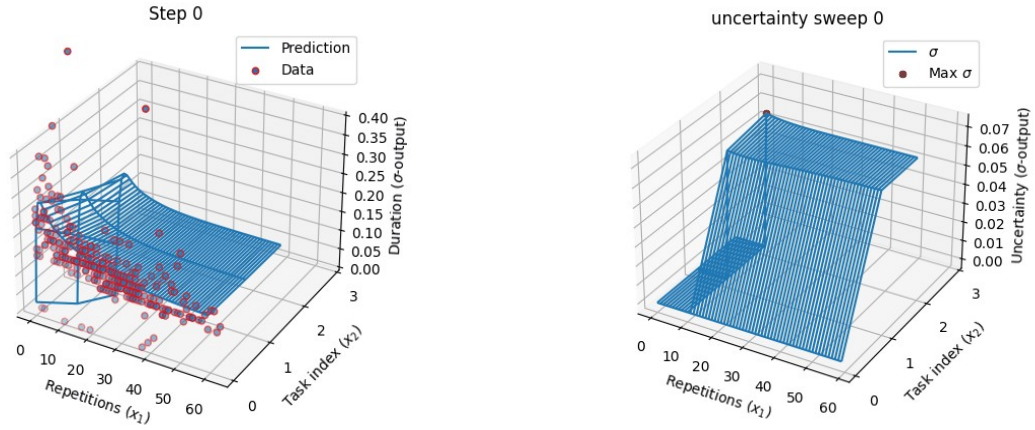 Step 0
Prediction
Data
0.40
0.35
0.30
0.25
0.20
0.15
0.10
0.05
0.00
Duration (σ-output)
3
2
1
0
Task index (x₂)
0 10 20 30 40 50 60
Repetitions (x₁)
uncertainty sweep 0
σ
Max σ
0.07
0.06
0.05
0.04
0.03
0.02
0.01
0.00
Uncertainty (σ-output)
3
2
1
0
Task index (x₂)
0 10 20 30 40 50 60
Repetitions (x₁)